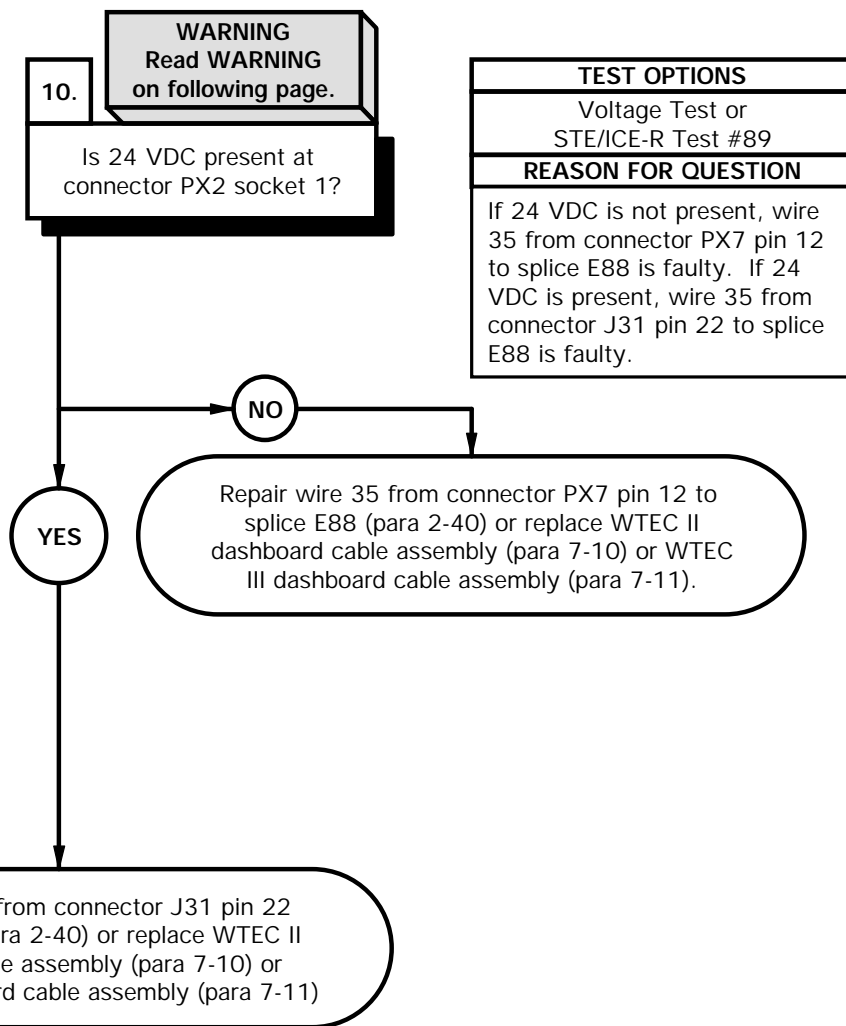 WARNING
Read WARNING
on following page.
10.
Is 24 VDC present at
connector PX2 socket 1?
TEST OPTIONS
Voltage Test or
STE/ICE-R Test #89
REASON FOR QUESTION
If 24 VDC is not present, wire
35 from connector PX7 pin 12
to splice E88 is faulty. If 24
VDC is present, wire 35 from
connector J31 pin 22 to splice
E88 is faulty.
NO
YES
Repair wire 35 from connector PX7 pin 12 to
splice E88 (para 2-40) or replace WTEC II
dashboard cable assembly (para 7-10) or WTEC
III dashboard cable assembly (para 7-11).
from connector J31 pin 22
2-40) or replace WTEC II
assembly (para 7-10) or
cable assembly (para 7-11)